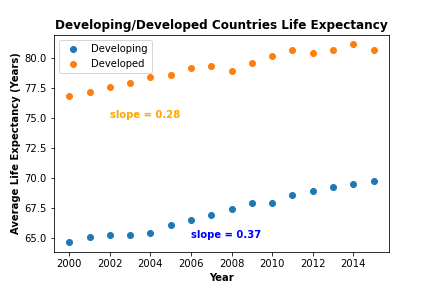 Developing/Developed Countries Life Expectancy
Developing
Developed
80.0
77.5
75.0
72.5
70.0
67.5
65.0
slope = 0.28
slope = 0.37
Average Life Expectancy (Years)
2000
2002
2004
2006
2008
2010
2012
2014
Year